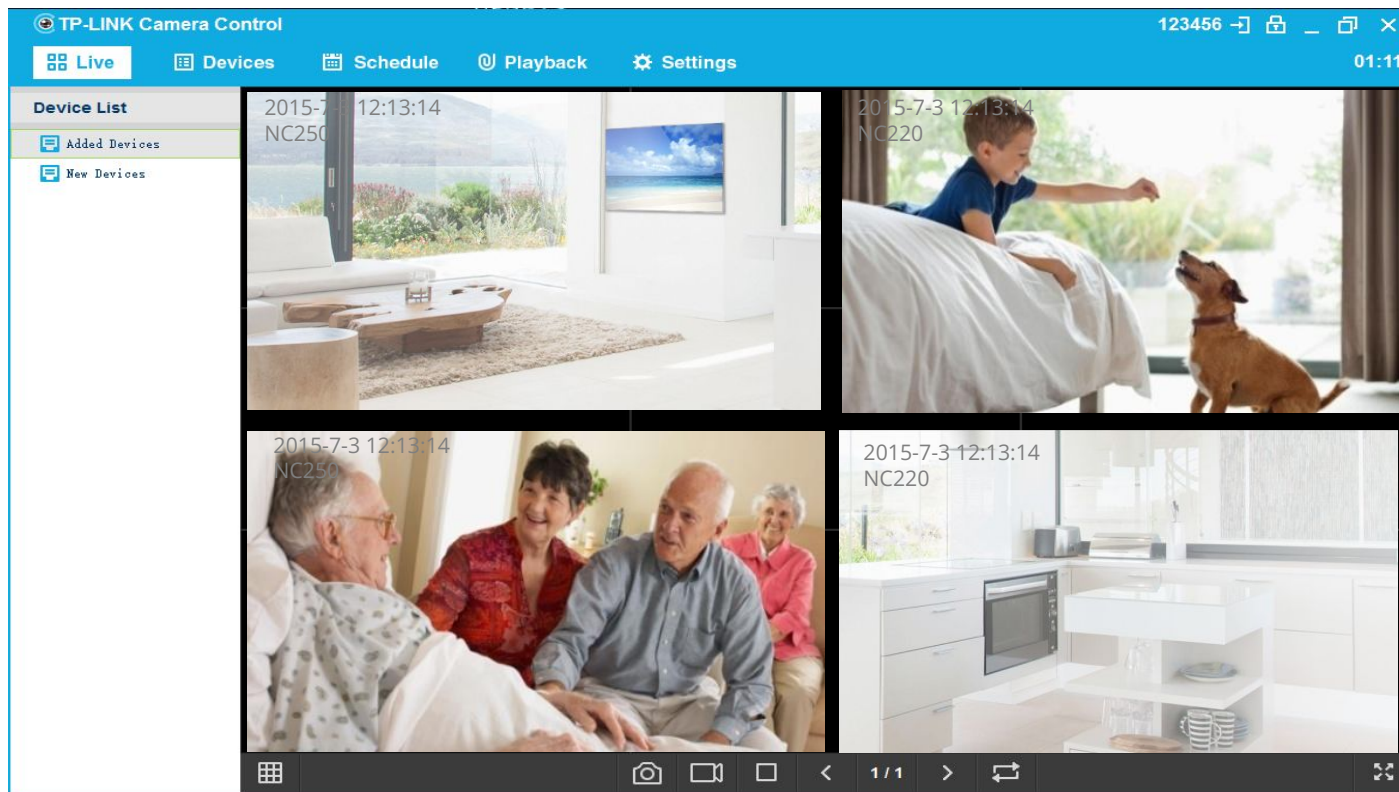 TP-LINK Camera Control
123456
Live
Devices
Schedule
Playback
Settings
01:11
Device List
Added Devices
New Devices
2015-7-3 12:13:14
NC250
2015-7-3 12:13:14
NC220
2015-7-3 12:13:14
NC250
2015-7-3 12:13:14
NC220
1/1